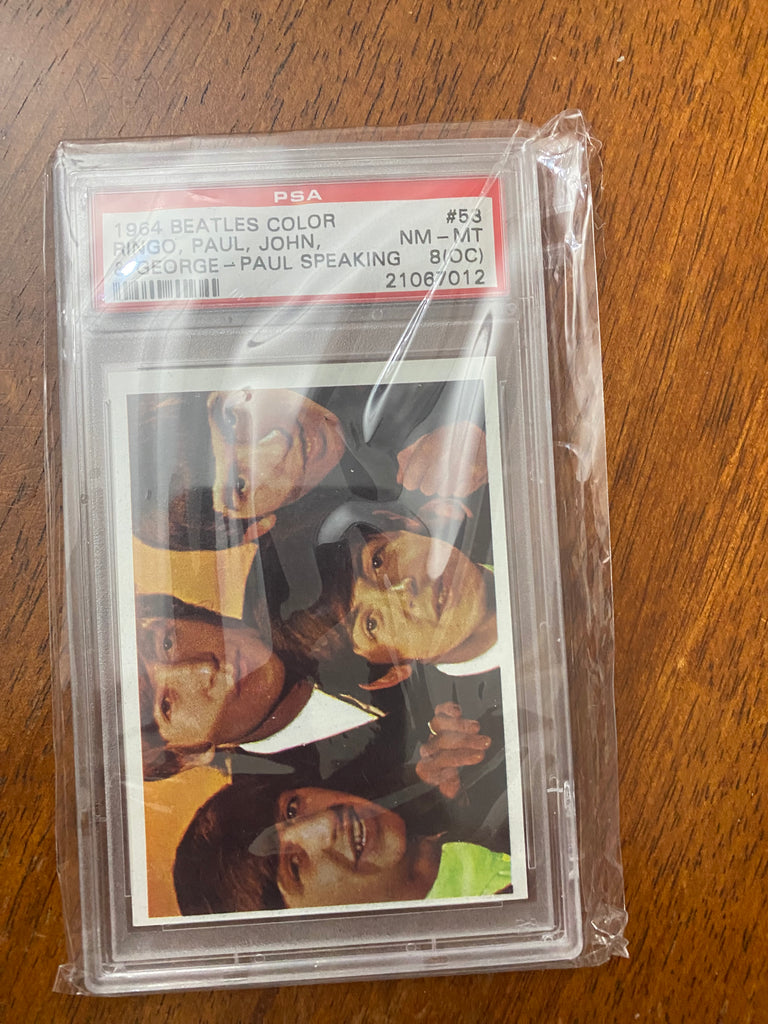 PSA
1964 BEATLES COLOR #53
RINGO, PAUL, JOHN, NM – MT
& GEORGE – PAUL SPEAKING 8(OC)
21067012